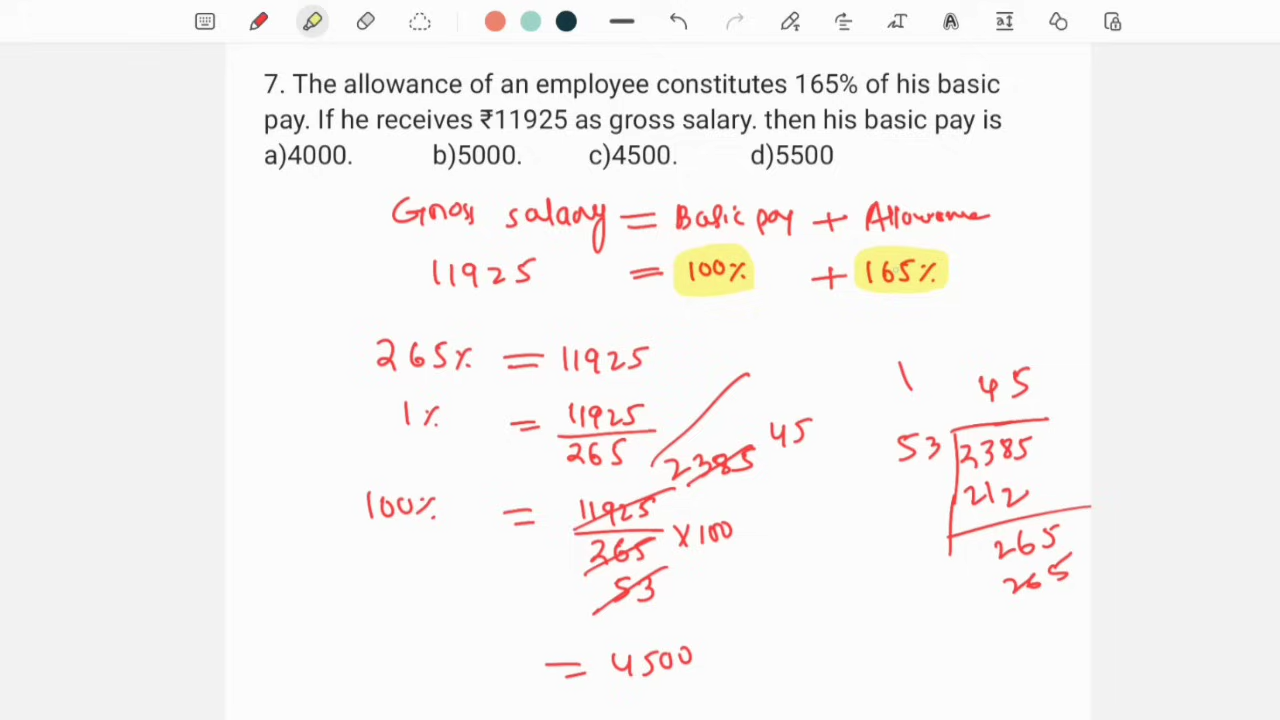 7. The allowance of an employee constitutes 165% of his basic
pay. If he receives ₹11925 as gross salary. then his basic pay is
a)4000. b)5000. c)4500. d)5500
Gross salary = Basic pay + Allowance
11925 = 100% + 165%
265% = 11925
1% = 11925
265
2385 45
100% = 11925
265 × 100
53
= 4500
1 45
53 2385
212
265
265